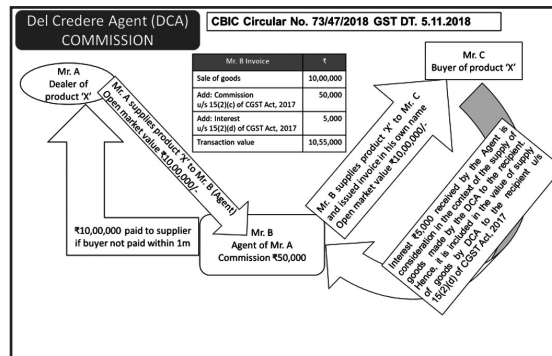 Del Credere Agent (DCA)
COMMISSION
CBIC Circular No. 73/47/2018 GST DT. 5.11.2018
Mr. A
Dealer of
product ‘X’
Mr. B Invoice ₹
Sale of goods 10,00,000
Add: Commission 50,000
u/s 15(2)(c) of CGST Act, 2017
Add: Interest 5,000
u/s 15(2)(d) of CGST Act, 2017
Transaction value 10,55,000
Mr. C
Buyer of product ‘X’
Mr. A supplies product ‘X’ to Mr. B (Agent)
Open market value ₹10,00,000/-
Mr. B supplies product ‘X’ to Mr. C
and issued invoice in his own name
Open market value ₹10,00,000/-
Interest ₹5,000 received by the Agent is
consideration in the context of the supply of
goods made by the DCA to the recipient.
Hence, it is included in the value of supply
of goods by DCA to the recipient u/s
15(2)(d) of CGST Act, 2017
₹10,00,000 paid to supplier
if buyer not paid within 1m
Mr. B
Agent of Mr. A
Commission ₹50,000